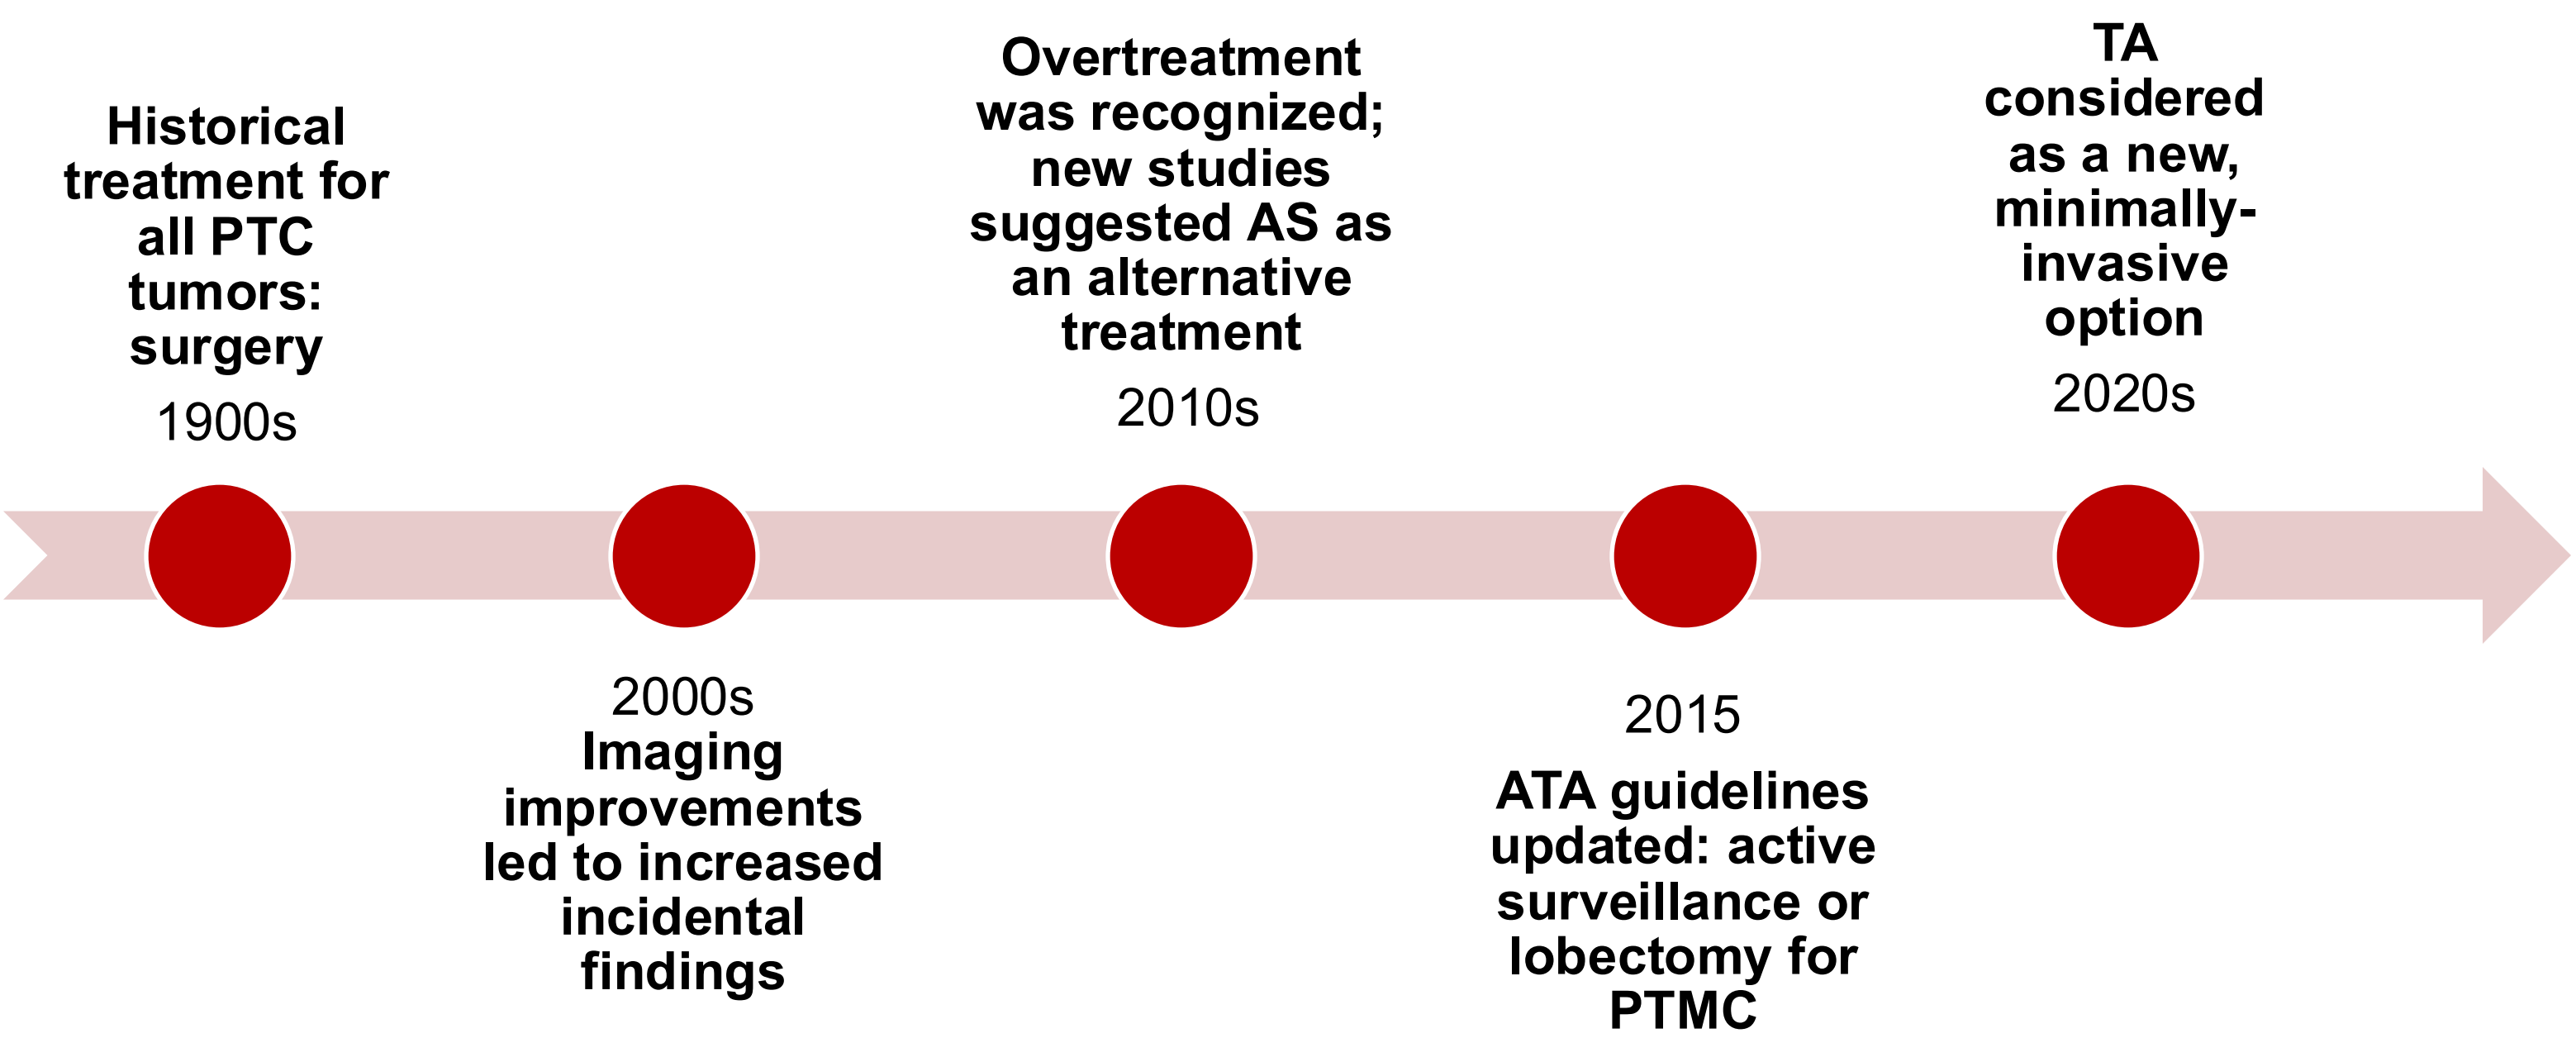 Historical
treatment for
all PTC
tumors:
surgery
1900s
2000s
Imaging
improvements
led to increased
incidental
findings
Overtreatment
was recognized;
new studies
suggested AS as
an alternative
treatment
2010s
2015
ATA guidelines
updated: active
surveillance or
lobectomy for
PTMC
TA
considered
as a new,
minimally-
invasive
option
2020s